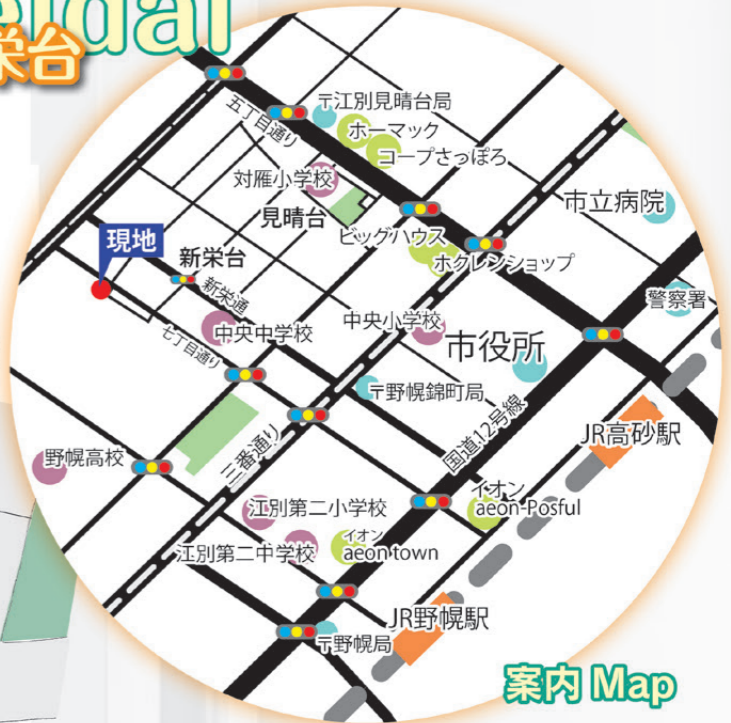 栄台
五丁目通り
〒江別見晴台局
ホーマック
コープさっぽろ
対雁小学校
見晴台
市立病院
現地
新栄台
ビッグハウス
ホクレンショップ
新栄通
警察署
中央中学校
中央小学校
市役所
七丁目通り
〒野幌錦町局
国道12号線
JR高砂駅
野幌高校
三番通り
イオン
aeon-Posful
江別第二小学校
イオン
aeon town
江別第二中学校
JR野幌駅
〒野幌局
案内 Map